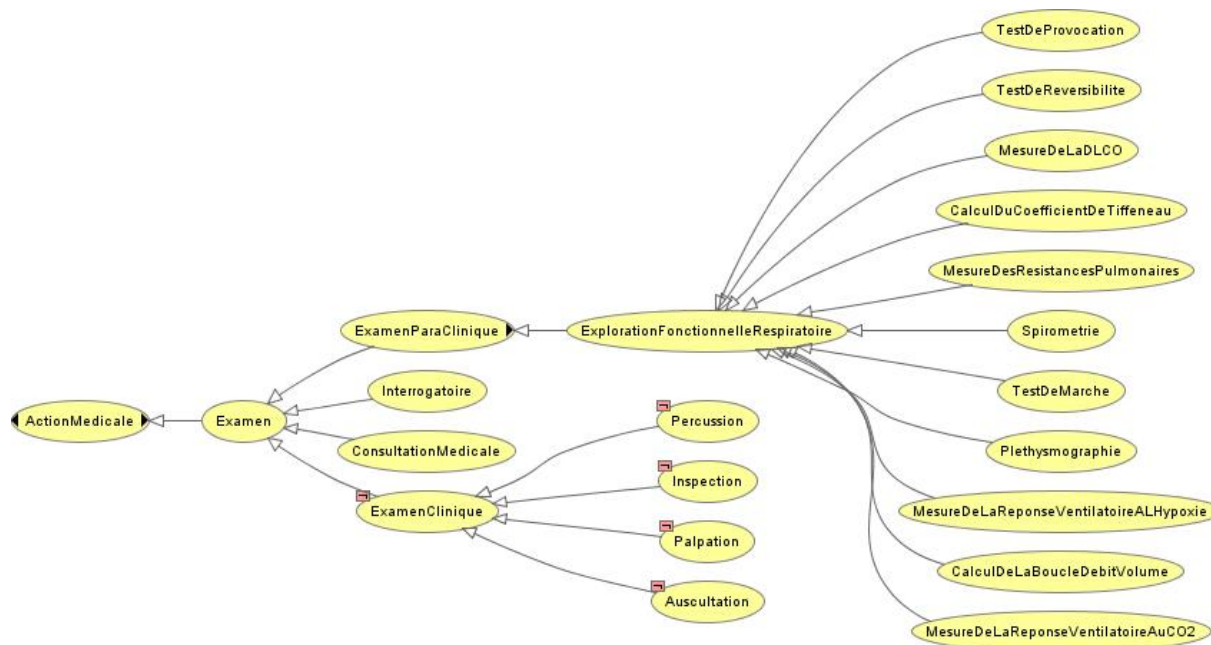 TestDeProvocation
TestDeReversibilite
MesureDeLaDLCO
CalculDuCoefficientDeTiffeneau
MesureDesResistancesPulmonaires
ExamenParaClinique
ExplorationFonctionnelleRespiratoire
Spirometrie
Interrogatoire
TestDeMarche
ActionMedicale
Examen
Percussion
ConsultationMedicale
Plethysmographie
Inspection
ExamenClinique
MesureDeLaReponseVentilatoireALHypoxie
Palpation
CalculDeLaBoucleDebitVolume
Auscultation
MesureDeLaReponseVentilatoireAuCO2